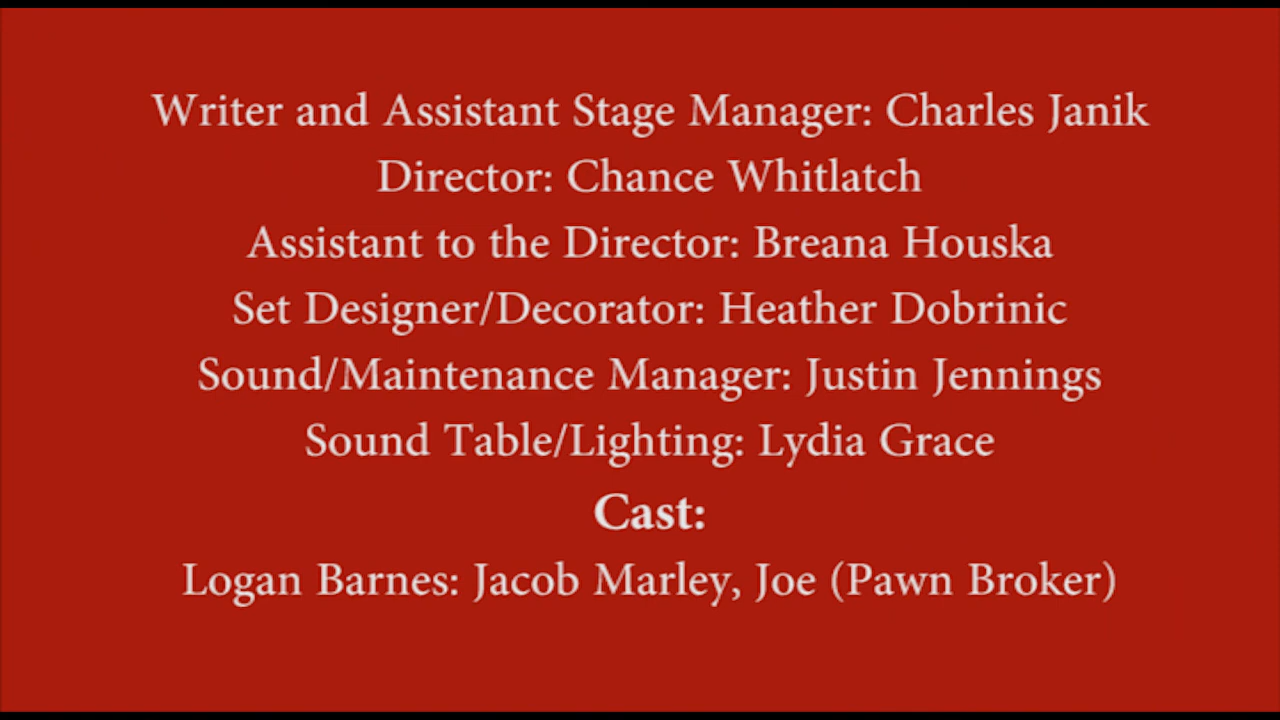 Writer and Assistant Stage Manager: Charles Janik
Director: Chance Whitlatch
Assistant to the Director: Breana Houska
Set Designer/Decorator: Heather Dobrinic
Sound/Maintenance Manager: Justin Jennings
Sound Table/Lighting: Lydia Grace
Cast:
Logan Barnes: Jacob Marley, Joe (Pawn Broker)